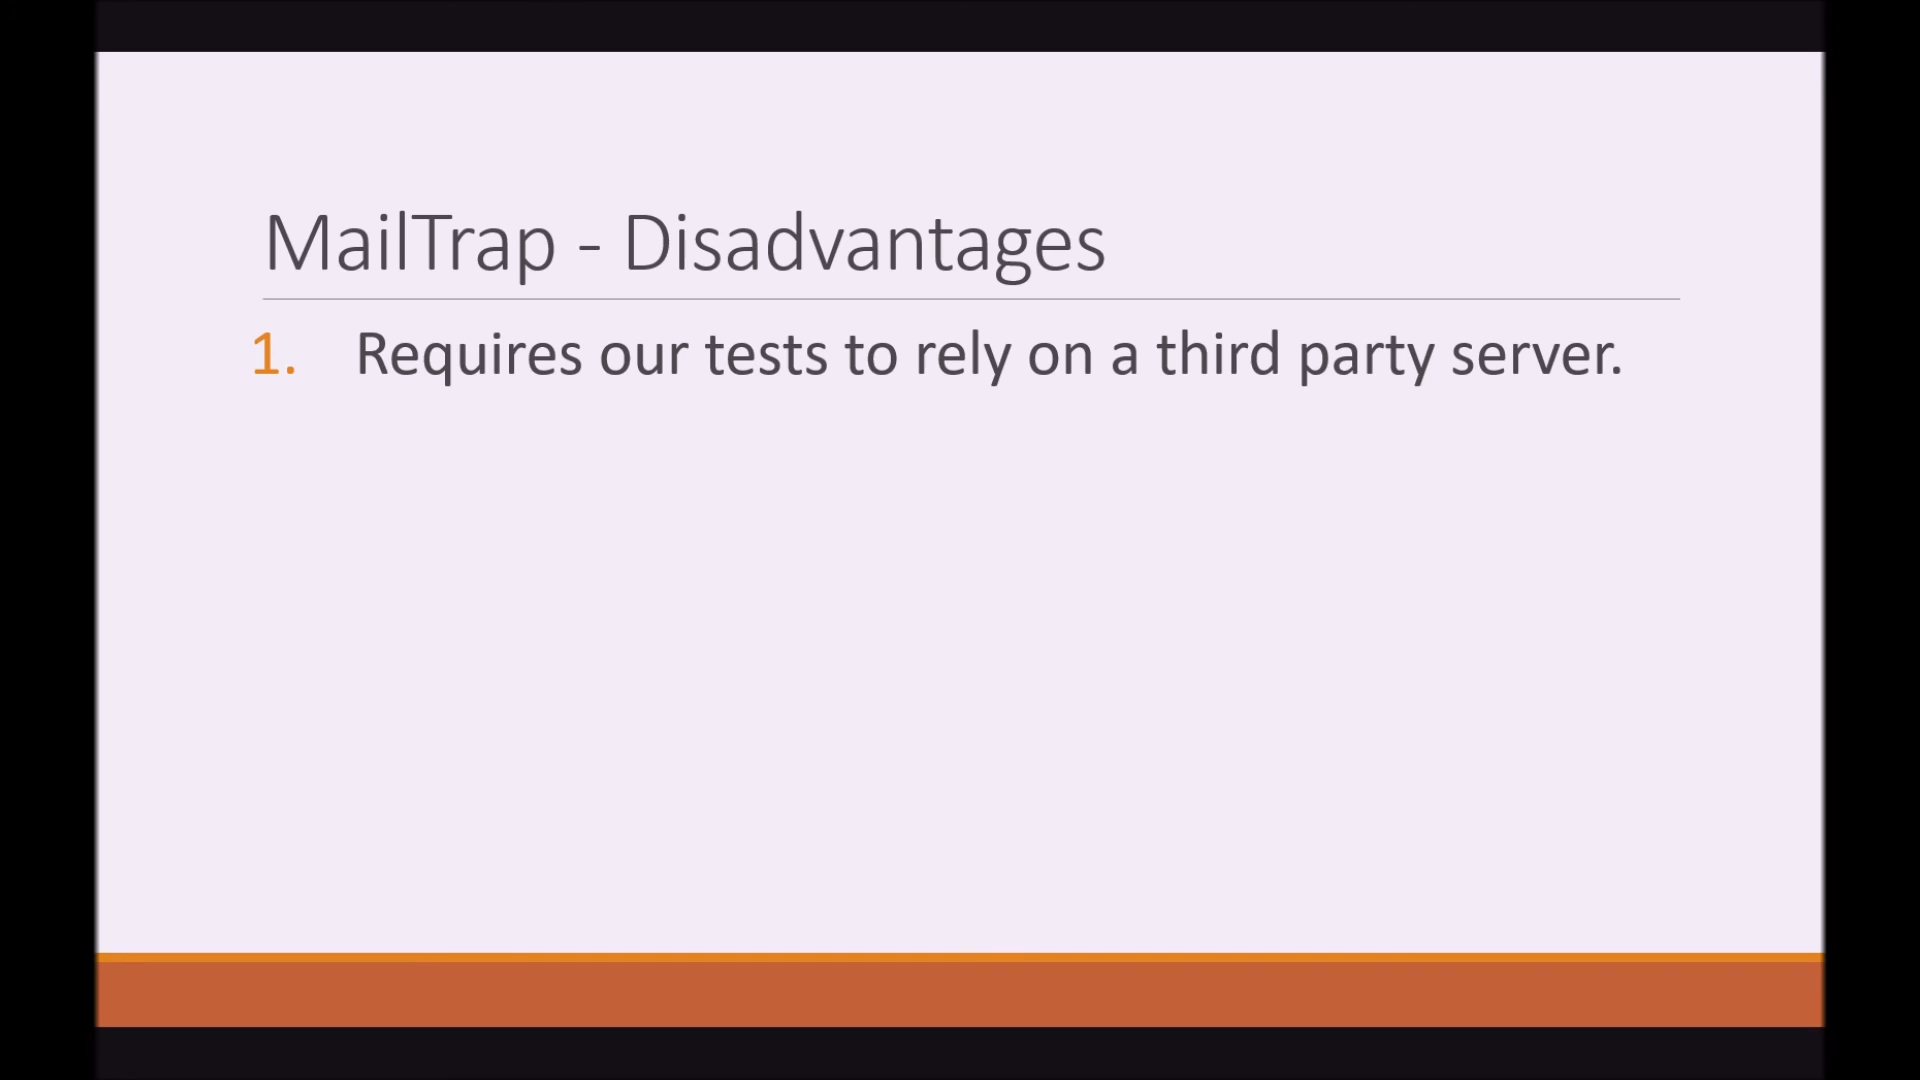 MailTrap - Disadvantages
1. Requires our tests to rely on a third party server.